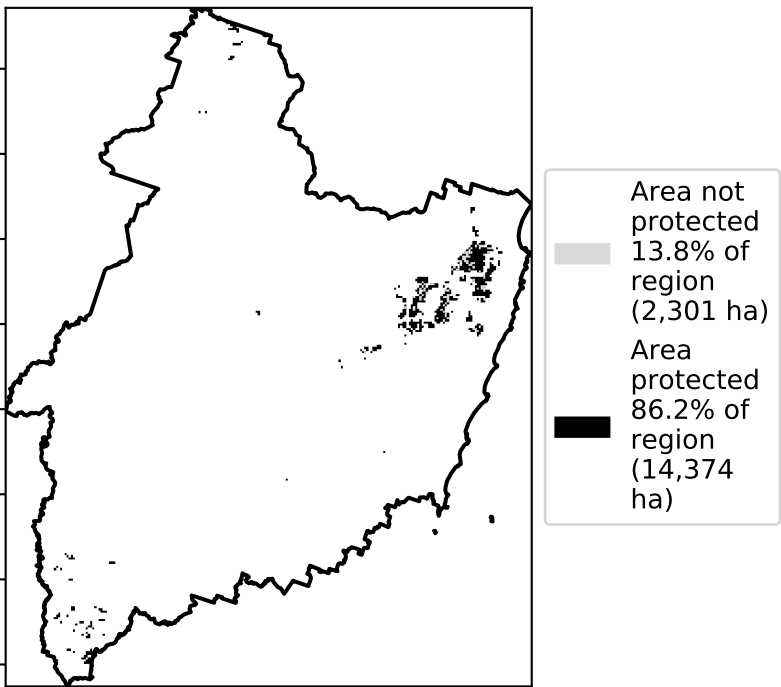 Area not
protected
13.8% of
region
(2,301 ha)
Area
protected
86.2% of
region
(14,374
ha)